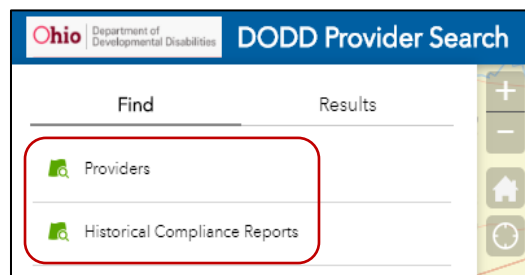 Ohio Department of
Developmental Disabilities
DODD Provider Search
Find Results
Providers
Historical Compliance Reports